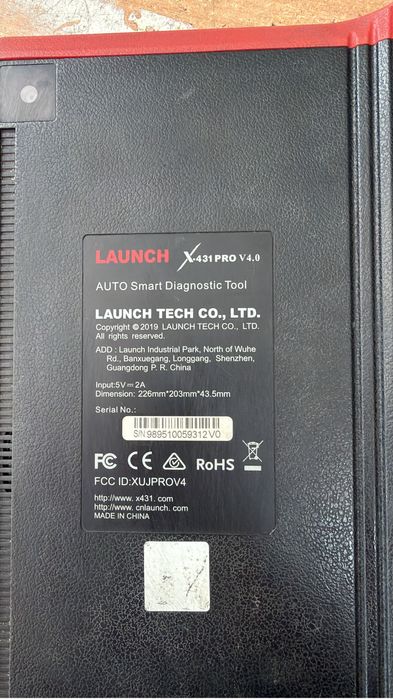 LAUNCH X-431 PRO V4.0
AUTO Smart Diagnostic Tool
LAUNCH TECH CO., LTD.
Copyright © 2019 LAUNCH TECH CO., LTD.
All rights reserved.
ADD : Launch Industrial Park, North of Wuhe
Rd., Banxuegang, Longgang, Shenzhen,
Guangdong P. R. China
Input:5V⎓2A
Dimension: 226mm*203mm*43.5mm
Serial No.:
S/N:989510059312V0
FC CE RoHS
FCC ID:XUJPROV4
http://www. x431. com
http://www. cnlaunch. com
MADE IN CHINA